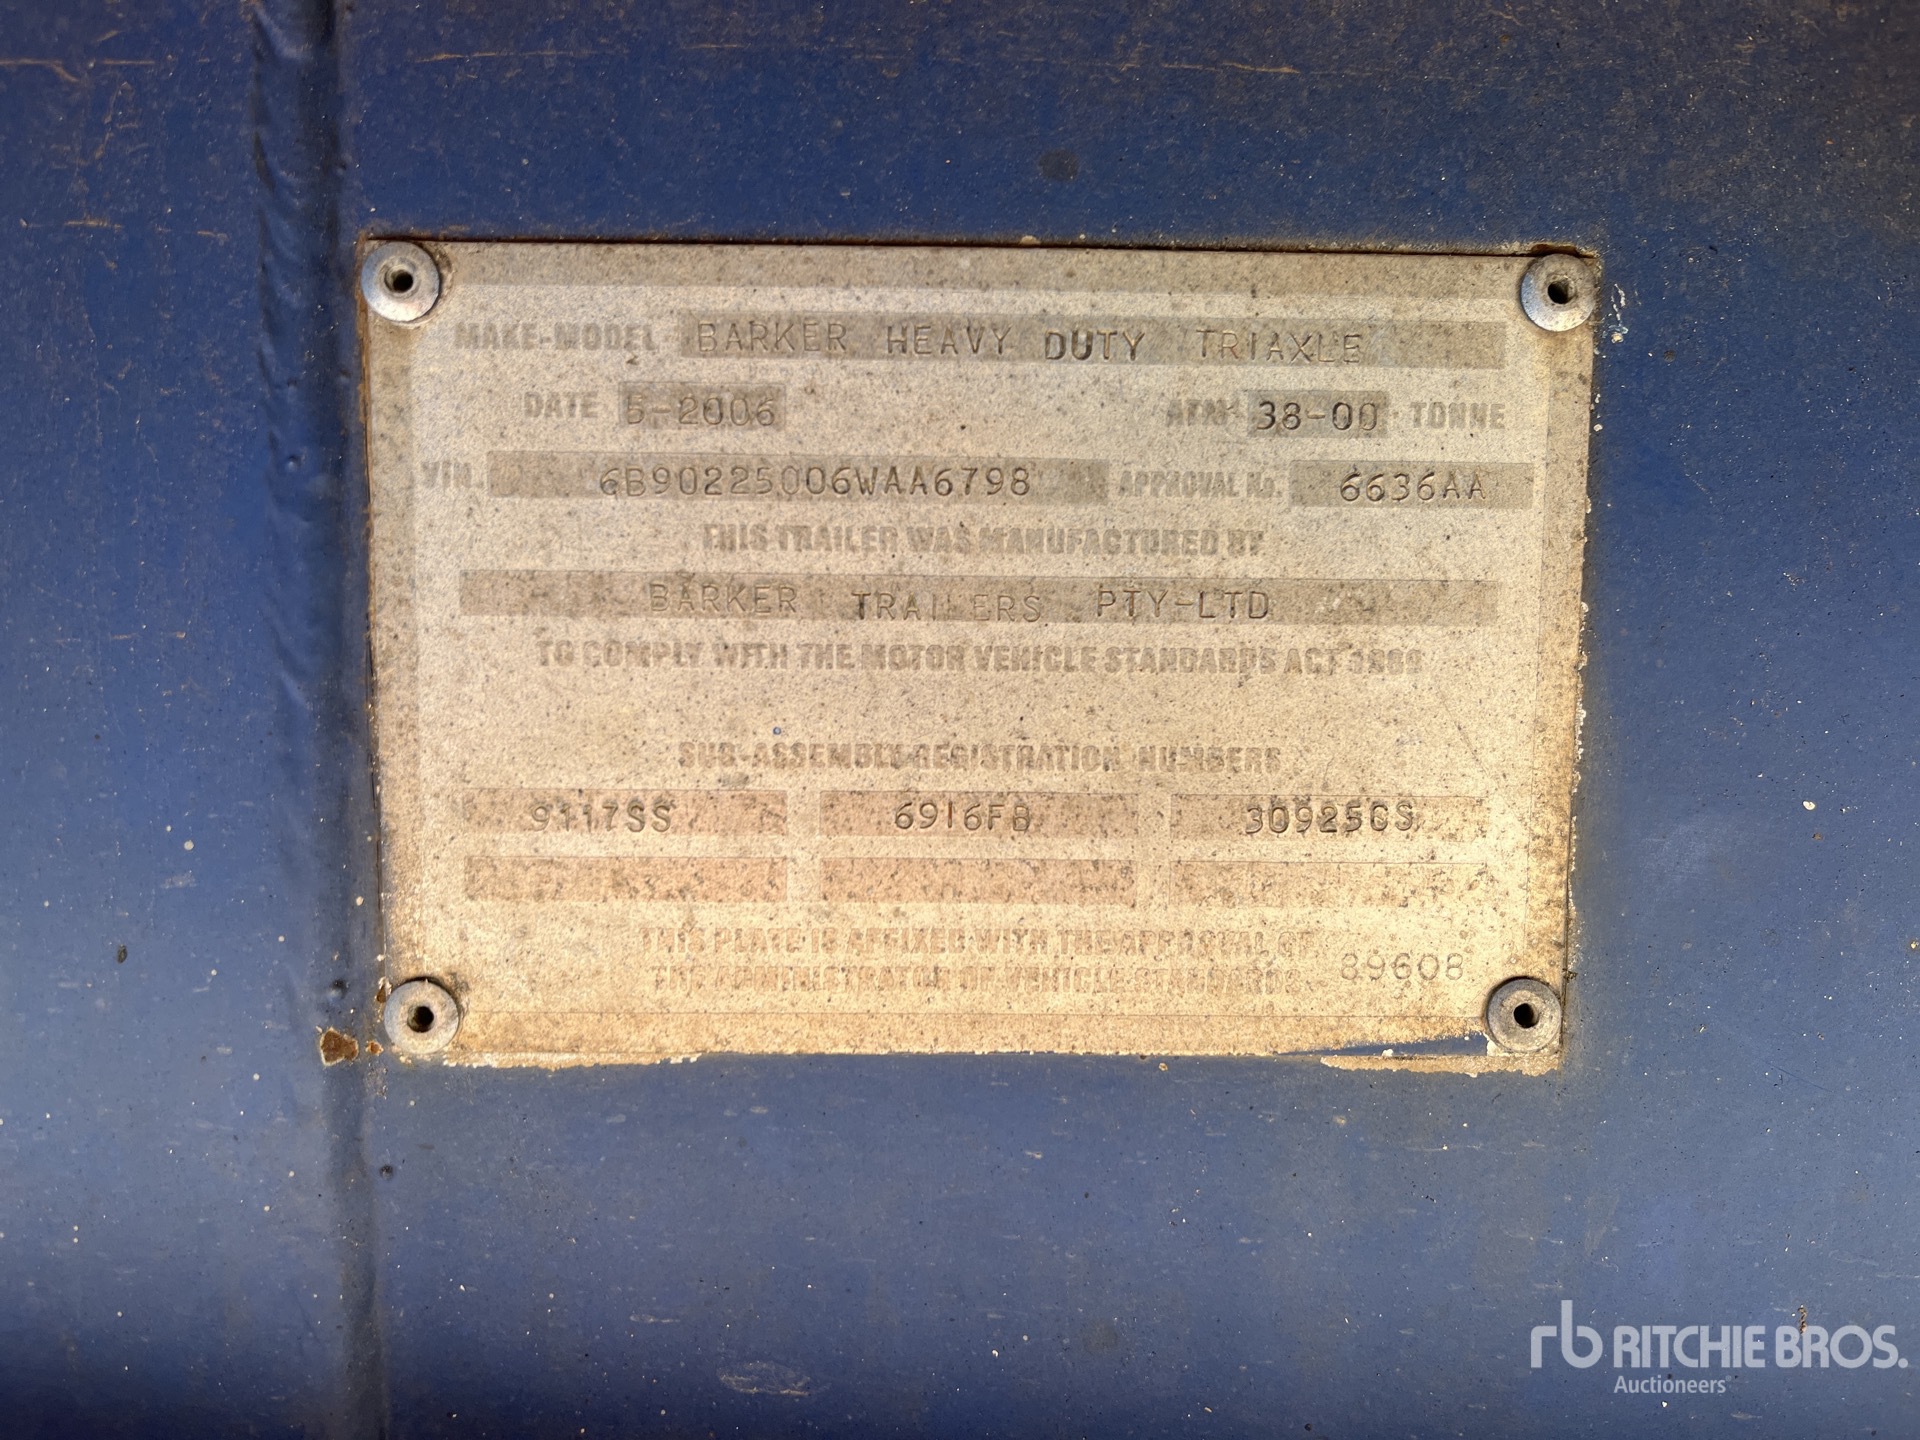 MAKE-MODEL BARKER HEAVY DUTY TRIAXLE
DATE 5-2006 ATM 38-00 TONNE
VIN. 6B90225006WAA6798 APPROVAL No. 6636AA
THIS TRAILER WAS MANUFACTURED BY
BARKER TRAILERS PTY-LTD
TO COMPLY WITH THE MOTOR VEHICLE STANDARDS ACT 1989
SUB-ASSEMBLY REGISTRATION NUMBERS
9117SS 6916FB 30925CS
THIS PLATE IS AFFIXED WITH THE APPROVAL OF
THE ADMINISTRATOR OF VEHICLE STANDARDS 89608
rb RITCHIE BROS.
Auctioneers